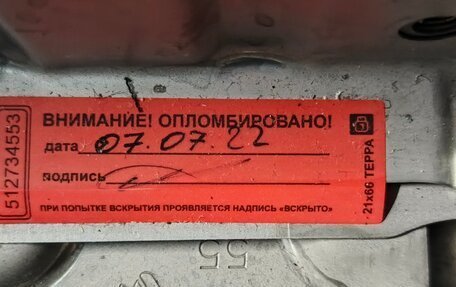 512734553
ВНИМАНИЕ! ОПЛОМБИРОВАНО!
дата 07.07.22
подпись
ПРИ ПОПЫТКЕ ВСКРЫТИЯ ПРОЯВЛЯЕТСЯ НАДПИСЬ «ВСКРЫТО»
21х66 ТЕРРА
55